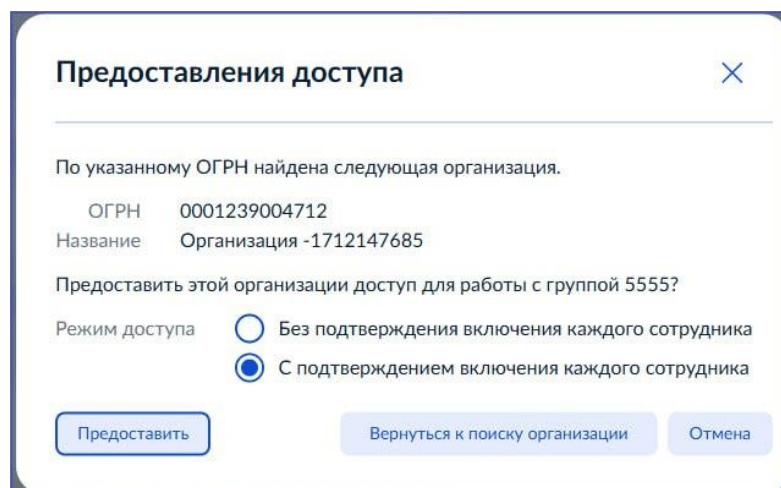 Предоставления доступа
По указанному ОГРН найдена следующая организация.
ОГРН 0001239004712
Название Организация -1712147685
Предоставить этой организации доступ для работы с группой 5555?
Режим доступа Без подтверждения включения каждого сотрудника
С подтверждением включения каждого сотрудника
Предоставить Вернуться к поиску организации Отмена